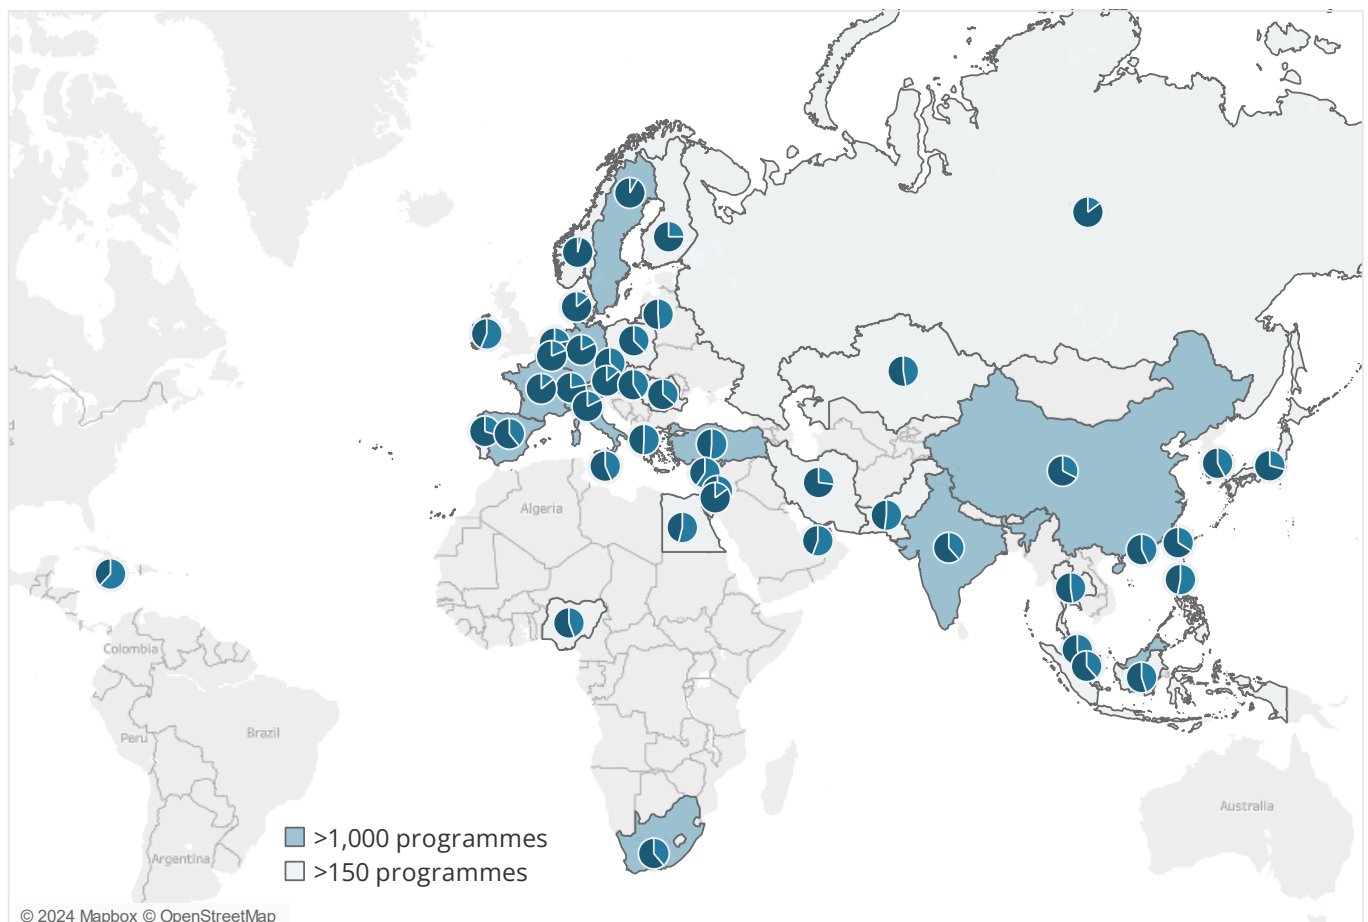 Algeria
Colombia
Peru
Brazil
Australia
Argentina
>1,000 programmes
>150 programmes
© 2024 Mapbox © OpenStreetMap